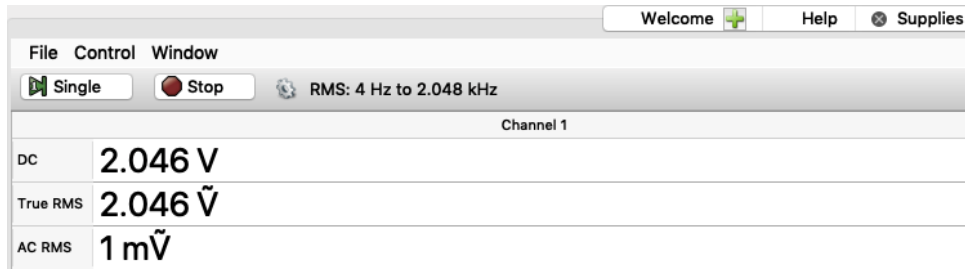 Welcome Help Supplies
File Control Window
Single Stop RMS: 4 Hz to 2.048 kHz
Channel 1
DC 2.046 V
True RMS 2.046 Ṽ
AC RMS 1 mṼ